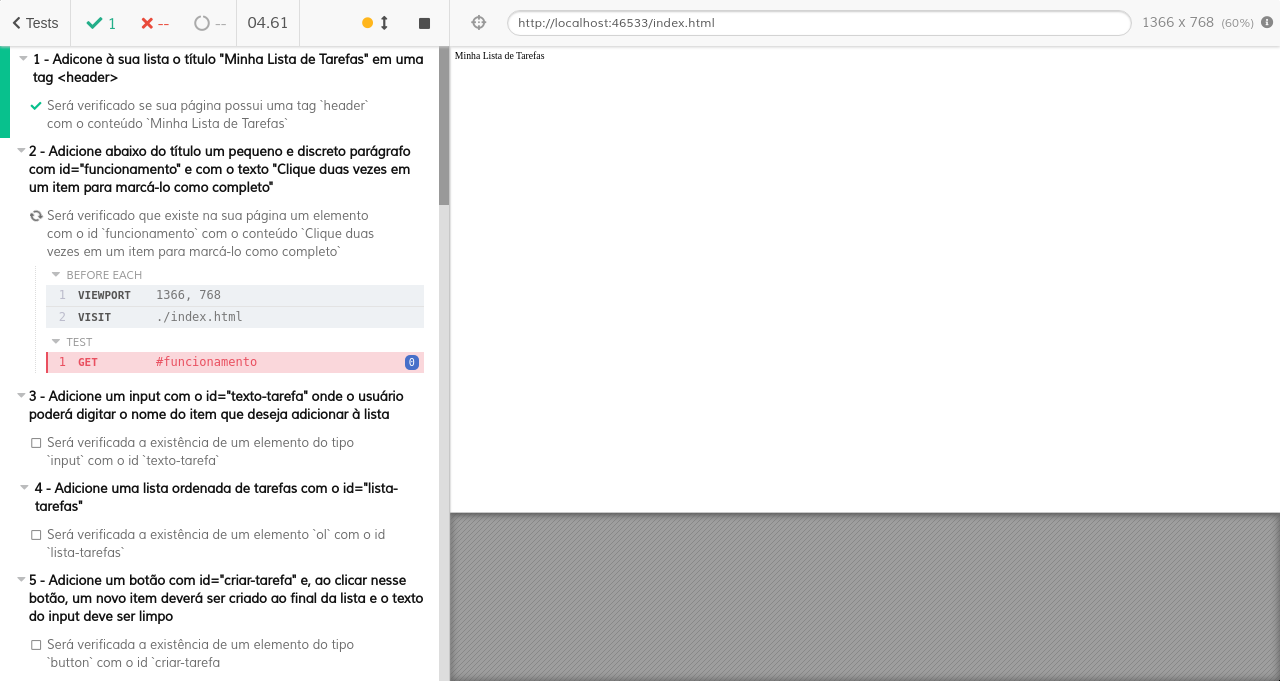 Tests 1 -- -- 04.61
http://localhost:46533/index.html 1366 x 768 (60%)
1 - Adicone à sua lista o título "Minha Lista de Tarefas" em uma
tag <header>
Será verificado se sua página possui uma tag `header`
com o conteúdo `Minha Lista de Tarefas`
2 - Adicione abaixo do título um pequeno e discreto parágrafo
com id="funcionamento" e com o texto "Clique duas vezes em
um item para marcá-lo como completo"
Será verificado que existe na sua página um elemento
com o id `funcionamento` com o conteúdo `Clique duas
vezes em um item para marcá-lo como completo`
BEFORE EACH
1 VIEWPORT 1366, 768
2 VISIT ./index.html
TEST
1 GET #funcionamento 0
3 - Adicione um input com o id="texto-tarefa" onde o usuário
poderá digitar o nome do item que deseja adicionar à lista
Será verificada a existência de um elemento do tipo
`input` com o id `texto-tarefa`
4 - Adicione uma lista ordenada de tarefas com o id="lista-
tarefas"
Será verificada a existência de um elemento `ol` com o id
`lista-tarefas`
5 - Adicione um botão com id="criar-tarefa" e, ao clicar nesse
botão, um novo item deverá ser criado ao final da lista e o texto
do input deve ser limpo
Será verificada a existência de um elemento do tipo
`button` com o id `criar-tarefa
Minha Lista de Tarefas